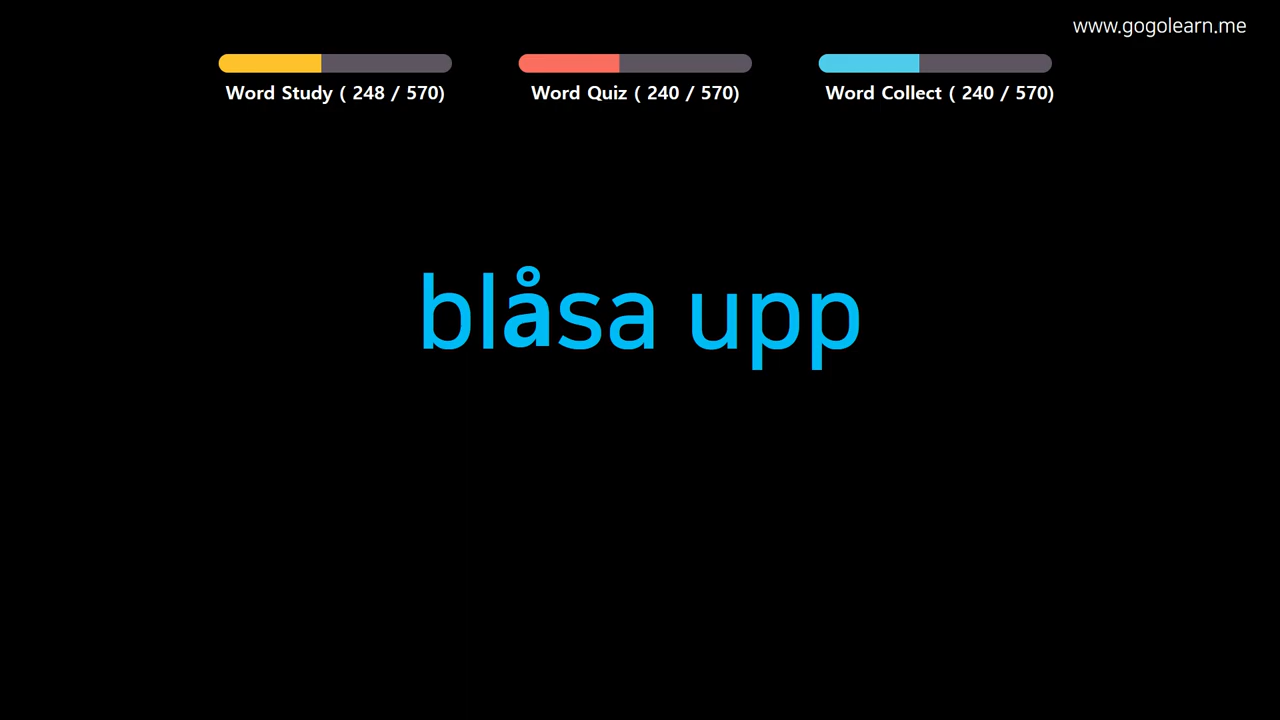 www.gogolearn.me
Word Study ( 248 / 570)
Word Quiz ( 240 / 570)
Word Collect ( 240 / 570)
blåsa upp